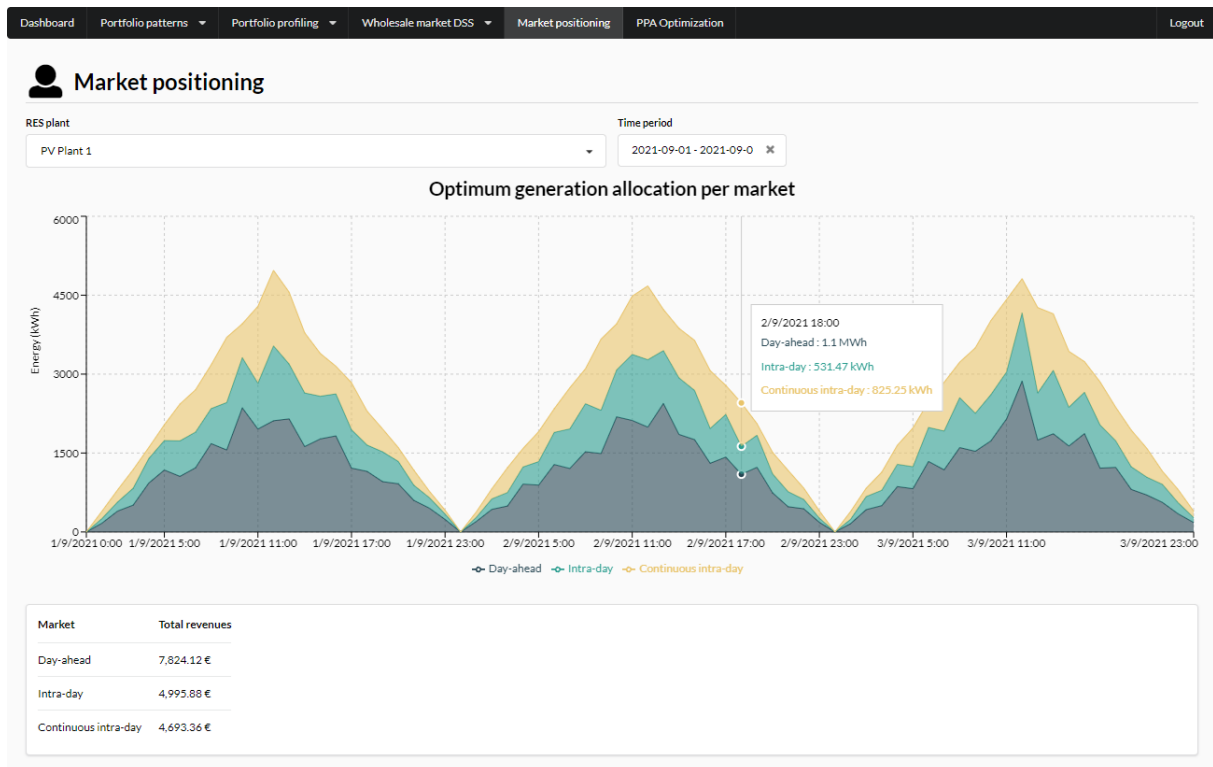 Dashboard Portfolio patterns Portfolio profiling Wholesale market DSS Market positioning PPA Optimization Logout
Market positioning
RES plant Time period
PV Plant 1 2021-09-01 - 2021-09-0
Optimum generation allocation per market
6000
4500
3000
1500
0
Energy (kWh)
2/9/2021 18:00
Day-ahead : 1.1 MWh
Intra-day : 531.47 kWh
Continuous intra-day : 825.25 kWh
1/9/2021 0:00 1/9/2021 5:00 1/9/2021 11:00 1/9/2021 17:00 1/9/2021 23:00 2/9/2021 5:00 2/9/2021 11:00 2/9/2021 17:00 2/9/2021 23:00 3/9/2021 5:00 3/9/2021 11:00 3/9/2021 23:00
Day-ahead Intra-day Continuous intra-day
Market Total revenues
Day-ahead 7,824.12 €
Intra-day 4,995.88 €
Continuous intra-day 4,693.36 €